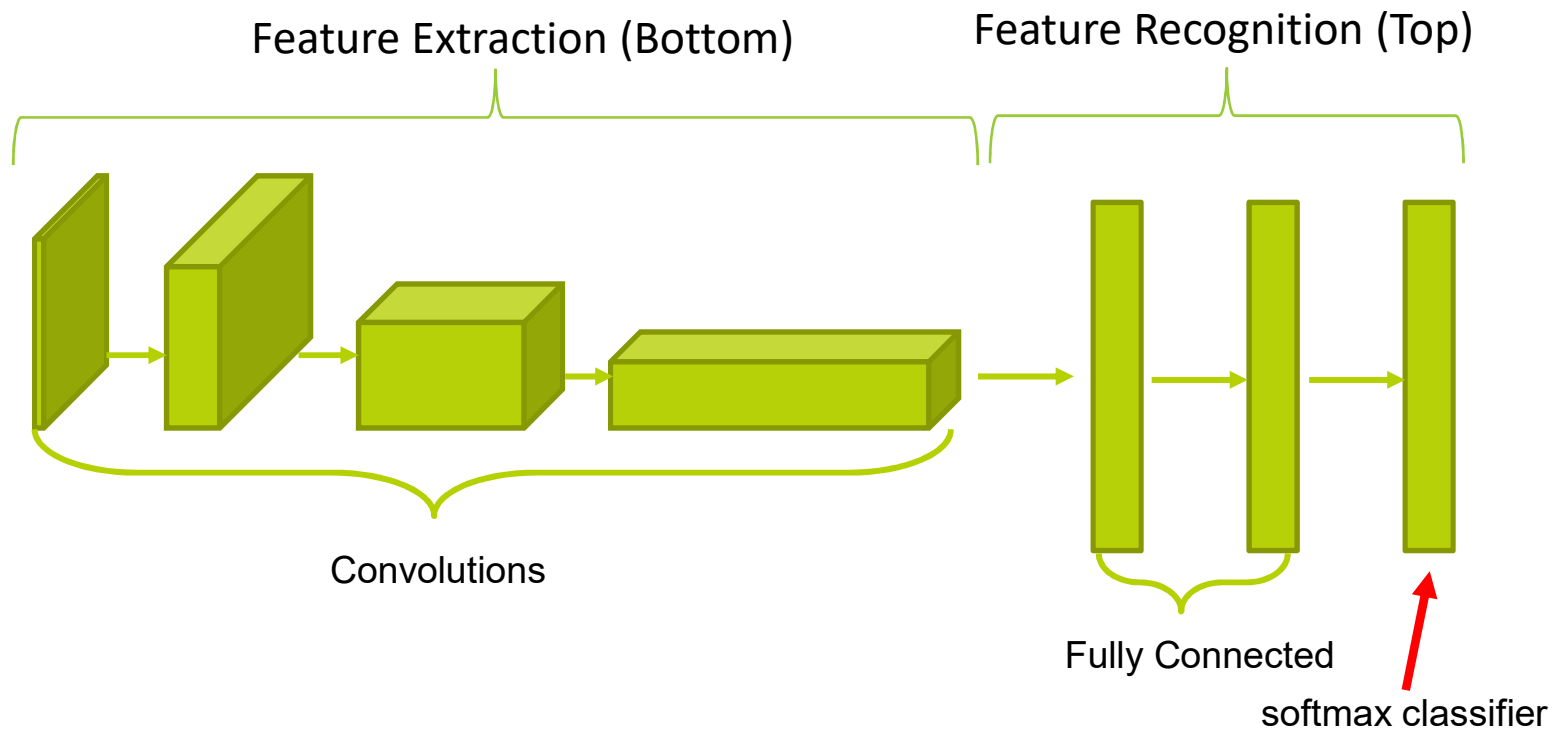 Feature Extraction (Bottom)
Feature Recognition (Top)
Convolutions
Fully Connected
softmax classifier